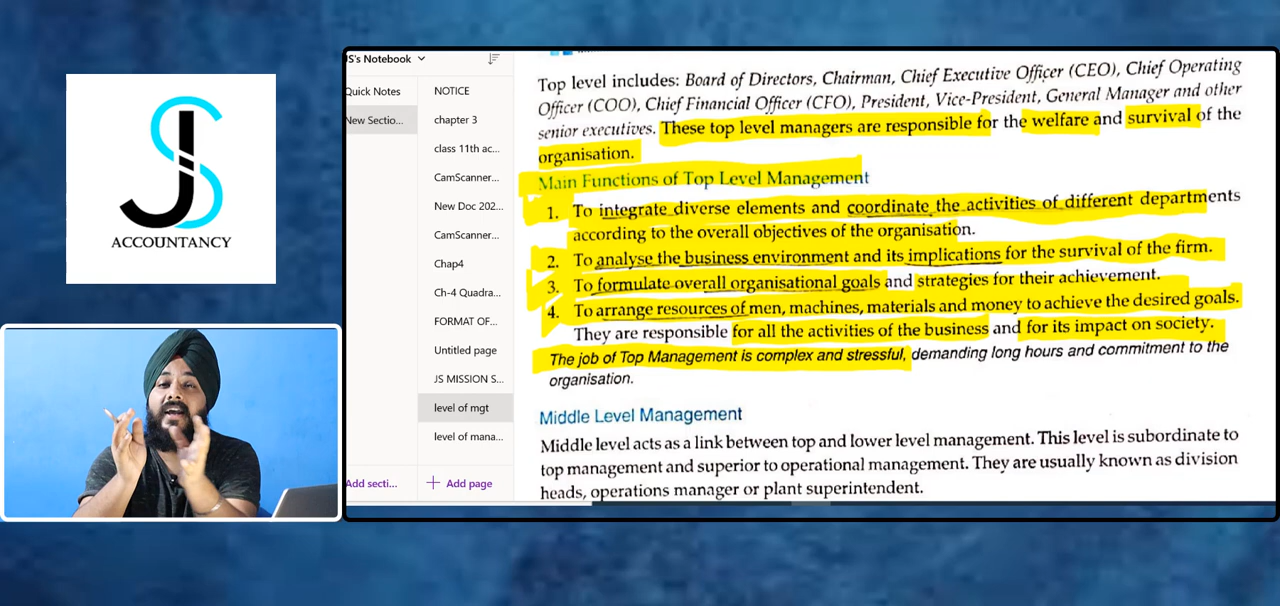 JS
ACCOUNTANCY
JS's Notebook
Quick Notes
New Sectio...
Add secti...
NOTICE
chapter 3
class 11th ac...
CamScanner...
New Doc 202...
CamScanner...
Chap4
Ch-4 Quadra...
FORMAT OF...
Untitled page
JS MISSION S...
level of mgt
level of mana...
Add page
Top level includes: Board of Directors, Chairman, Chief Executive Officer (CEO), Chief Operating
Officer (COO), Chief Financial Officer (CFO), President, Vice-President, General Manager and other
senior executives. These top level managers are responsible for the welfare and survival of the
organisation.
Main Functions of Top Level Management
1. To integrate diverse elements and coordinate the activities of different departments
according to the overall objectives of the organisation.
2. To analyse the business environment and its implications for the survival of the firm.
3. To formulate overall organisational goals and strategies for their achievement.
4. To arrange resources of men, machines, materials and money to achieve the desired goals.
They are responsible for all the activities of the business and for its impact on society.
The job of Top Management is complex and stressful, demanding long hours and commitment to the
organisation.
Middle Level Management
Middle level acts as a link between top and lower level management. This level is subordinate to
top management and superior to operational management. They are usually known as division
heads, operations manager or plant superintendent.